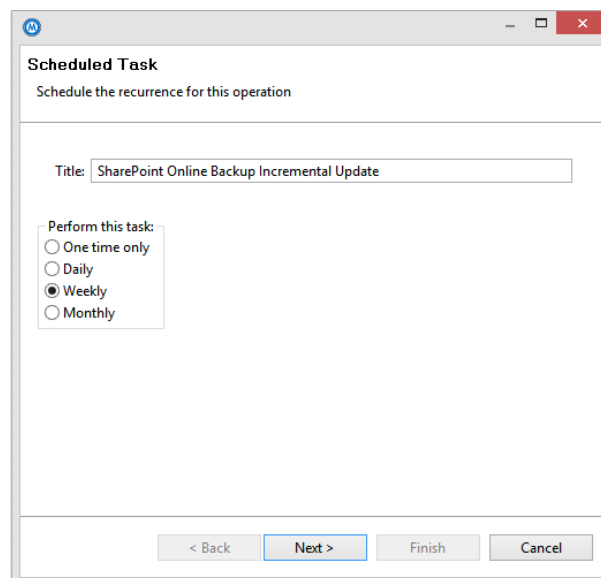 Scheduled Task
Schedule the recurrence for this operation
Title: SharePoint Online Backup Incremental Update
Perform this task:
One time only
Daily
Weekly
Monthly
< Back Next > Finish Cancel